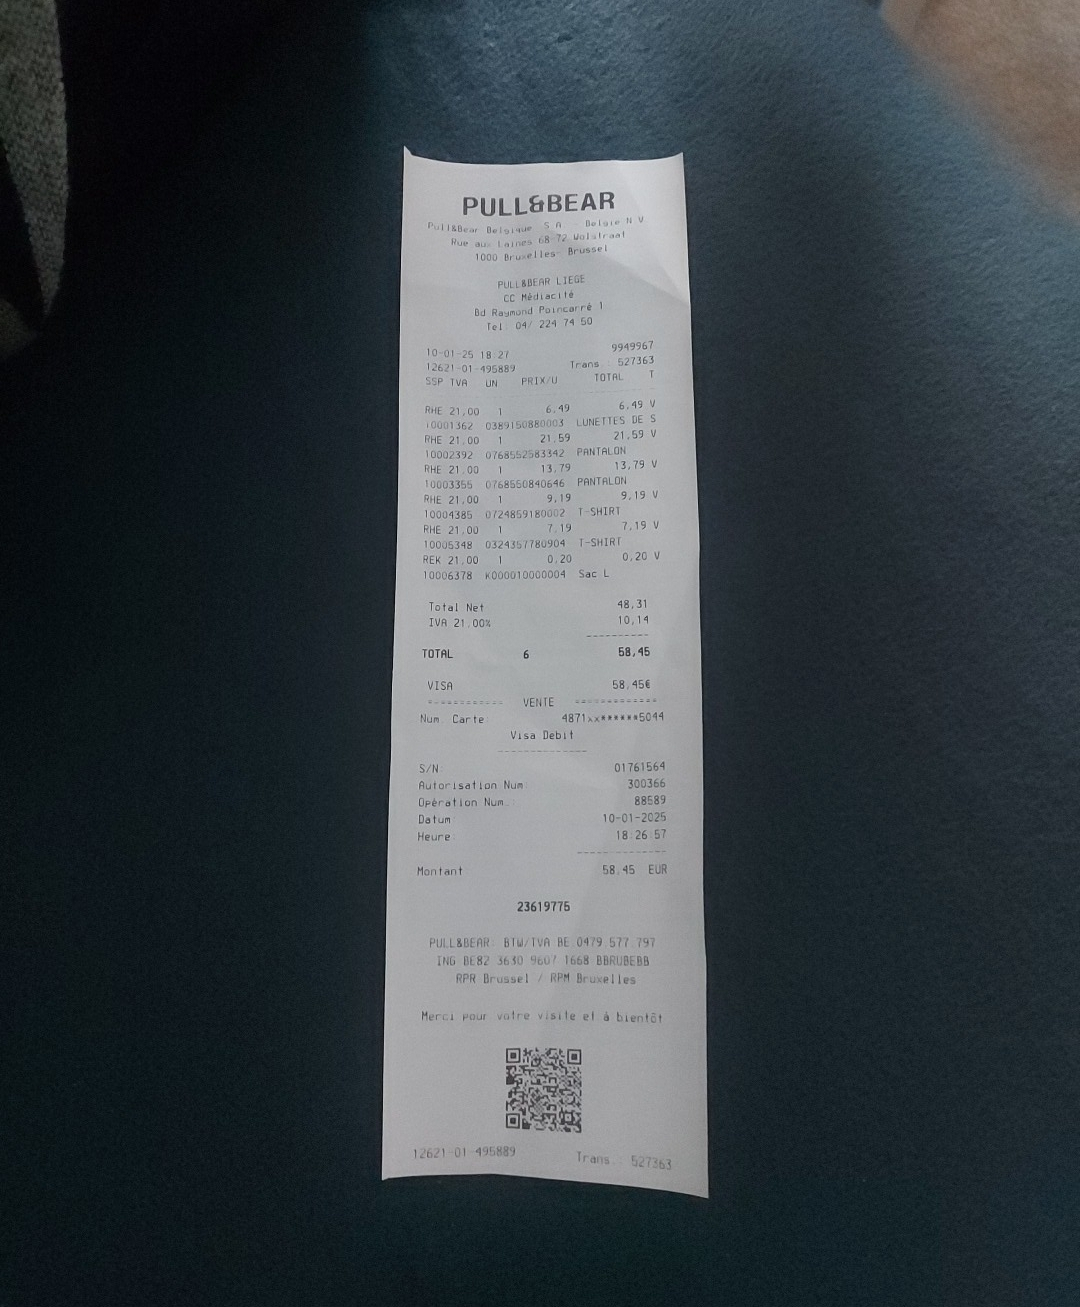 PULL&BEAR
Pull&Bear Belgique S.A. - Belgie N.V.
Rue aux Laines 68-72 Wolstraat
1000 Bruxelles- Brussel
PULL&BEAR LIEGE
CC Médiacité
Bd Raymond Poincarré 1
Tel. 04/ 224 74 50
10-01-25 18:27 9949967
12621-01-495889 Trans.: 527363
SSP TVA UN PRIX/U TOTAL T
RHE 21,00 1 6,49 6,49 V
10001362 0389150880003 LUNETTES DE S
RHE 21,00 1 21,59 21,59 V
10002392 0768552583342 PANTALON
RHE 21,00 1 13,79 13,79 V
10003355 0768550840646 PANTALON
RHE 21,00 1 9,19 9,19 V
10004385 0724859180002 T-SHIRT
RHE 21,00 1 7,19 7,19 V
10005348 0324357780904 T-SHIRT
REK 21,00 1 0,20 0,20 V
10006378 K000010000004 Sac L
Total Net 48,31
IVA 21.00% 10,14
----------
TOTAL 6 58,45
VISA 58,45€
------------ VENTE -------------
Num. Carte: 4871xx******5044
Visa Debit
--------------
S/N: 01761564
Autorisation Num: 300366
Opération Num.: 88589
Datum 10-01-2025
Heure: 18:26:57
--------------
Montant 58,45 EUR
23619775
PULL&BEAR: BTW/TVA BE 0479.577.797
ING BE82 3630 9607 1668 BBRUBEBB
RPR Brussel / RPM Bruxelles
Merci pour votre visite et à bientôt
12621-01-495889 Trans.: 527363